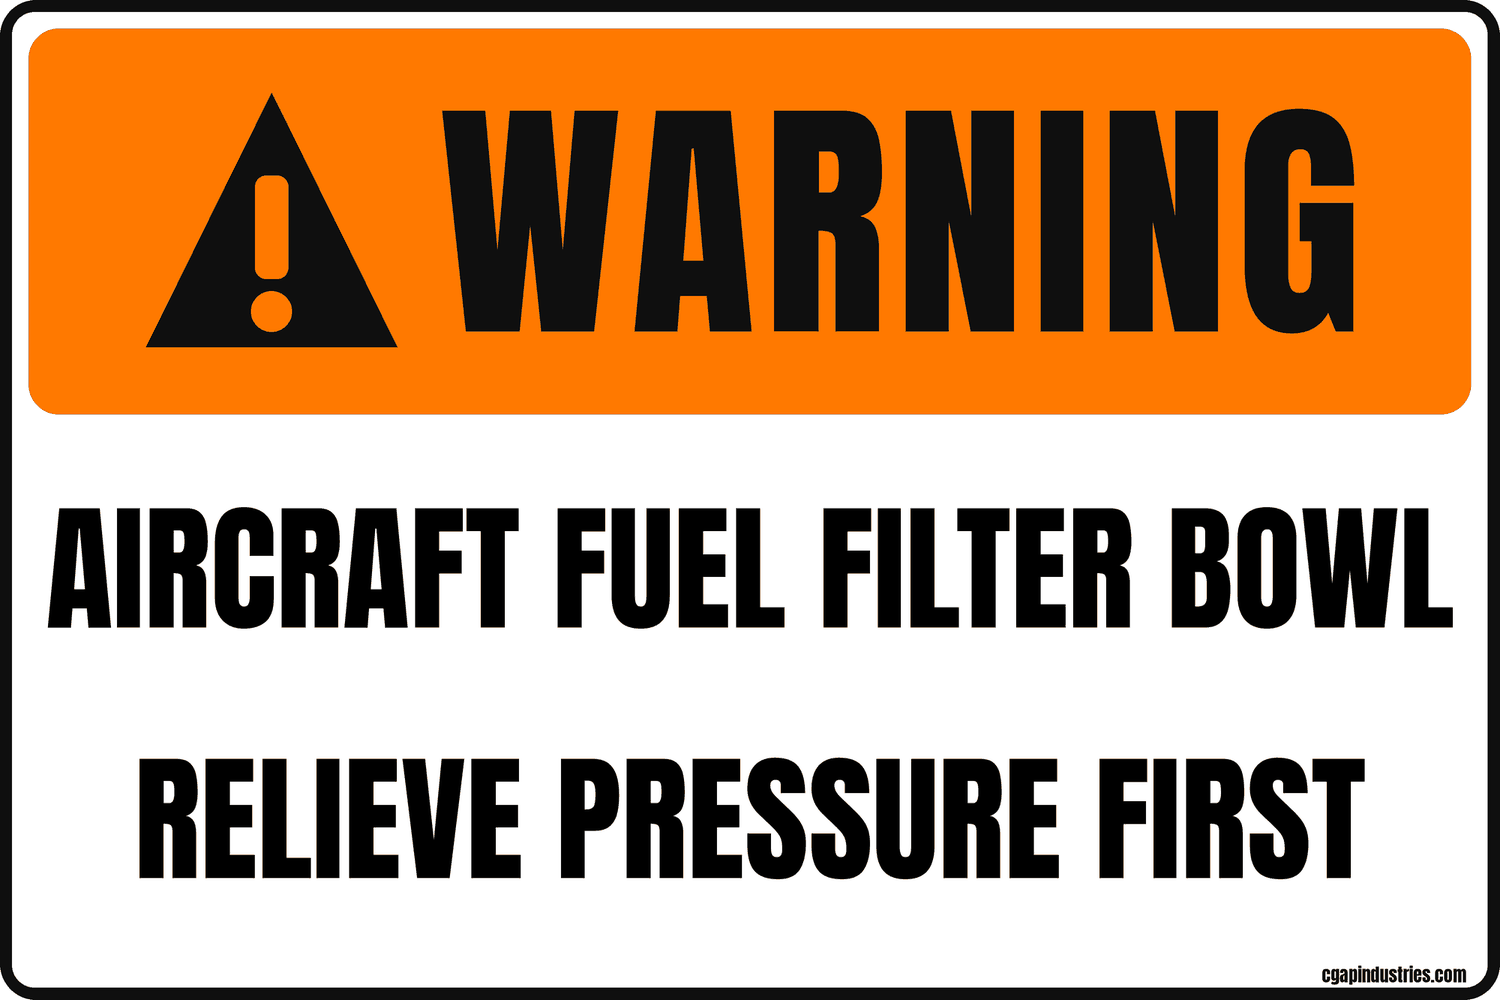 WARNING
AIRCRAFT FUEL FILTER BOWL
RELIEVE PRESSURE FIRST
cgapindustries.com